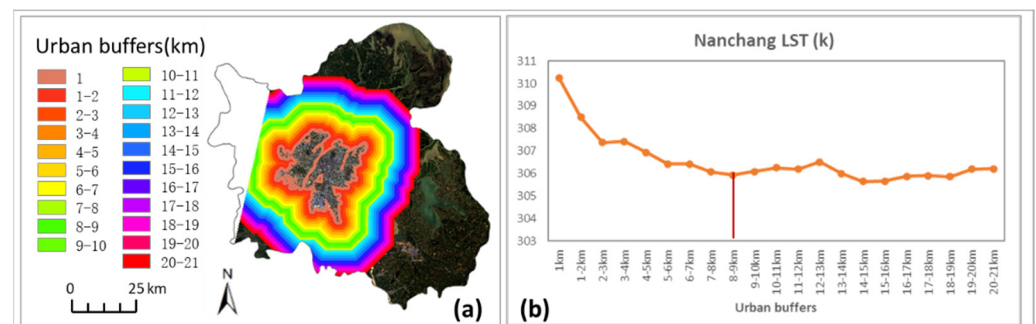 Urban buffers(km)
1
1-2
2-3
3-4
4-5
5-6
6-7
7-8
8-9
9-10
10-11
11-12
12-13
13-14
14-15
15-16
16-17
17-18
18-19
19-20
20-21
0 25 km
N
(a)
Nanchang LST (k)
311
310
309
308
307
306
305
304
303
1km
1-2km
2-3km
3-4km
4-5km
5-6km
6-7km
7-8km
8-9km
9-10km
10-11km
11-12km
12-13km
13-14km
14-15km
15-16km
16-17km
17-18km
18-19km
19-20km
20-21km
Urban buffers
(b)